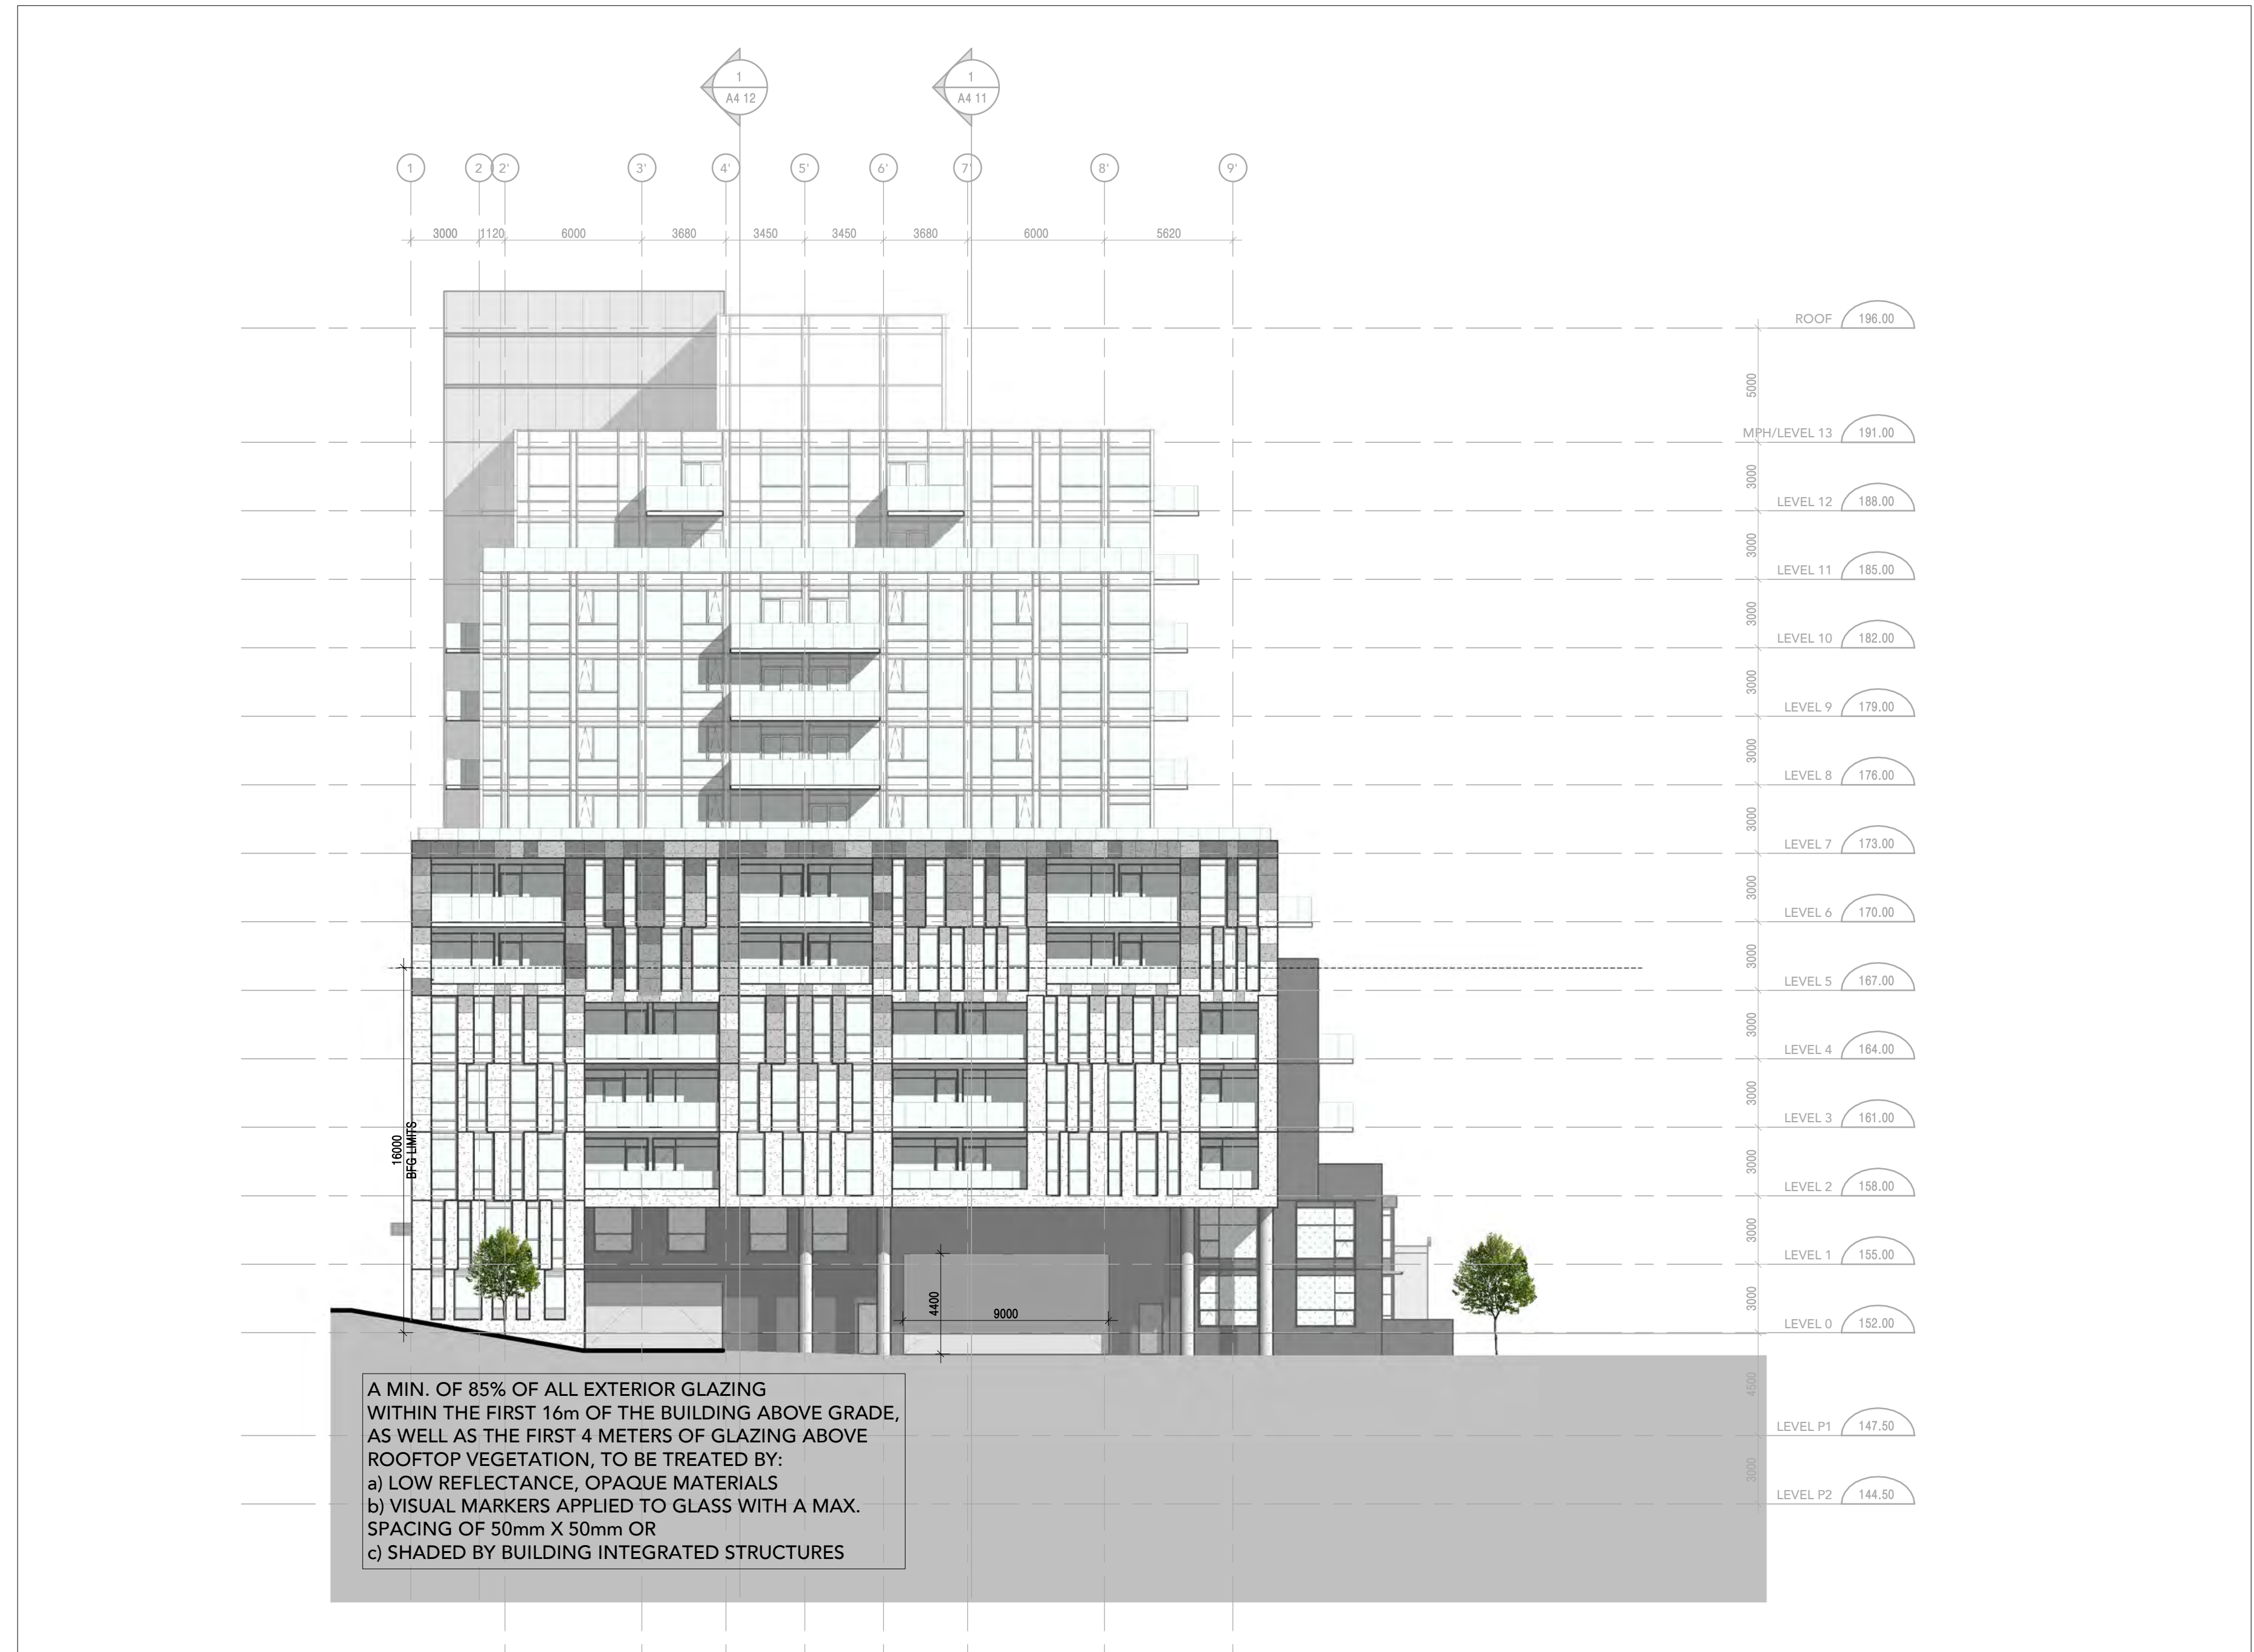 1
A4 12
1
A4 11
1
2
2'
3'
4'
5'
6'
7'
8'
9'
3000
1120
6000
3680
3450
3450
3680
6000
5620
ROOF 196.00
5000
MPH/LEVEL 13 191.00
3000
LEVEL 12 188.00
3000
LEVEL 11 185.00
3000
LEVEL 10 182.00
3000
LEVEL 9 179.00
3000
LEVEL 8 176.00
3000
LEVEL 7 173.00
3000
LEVEL 6 170.00
3000
LEVEL 5 167.00
3000
LEVEL 4 164.00
3000
LEVEL 3 161.00
3000
LEVEL 2 158.00
3000
LEVEL 1 155.00
3000
LEVEL 0 152.00
4500
LEVEL P1 147.50
3000
LEVEL P2 144.50
16000
BFG LIMITS
4400
9000
A MIN. OF 85% OF ALL EXTERIOR GLAZING
WITHIN THE FIRST 16m OF THE BUILDING ABOVE GRADE,
AS WELL AS THE FIRST 4 METERS OF GLAZING ABOVE
ROOFTOP VEGETATION, TO BE TREATED BY:
a) LOW REFLECTANCE, OPAQUE MATERIALS
b) VISUAL MARKERS APPLIED TO GLASS WITH A MAX.
SPACING OF 50mm X 50mm OR
c) SHADED BY BUILDING INTEGRATED STRUCTURES